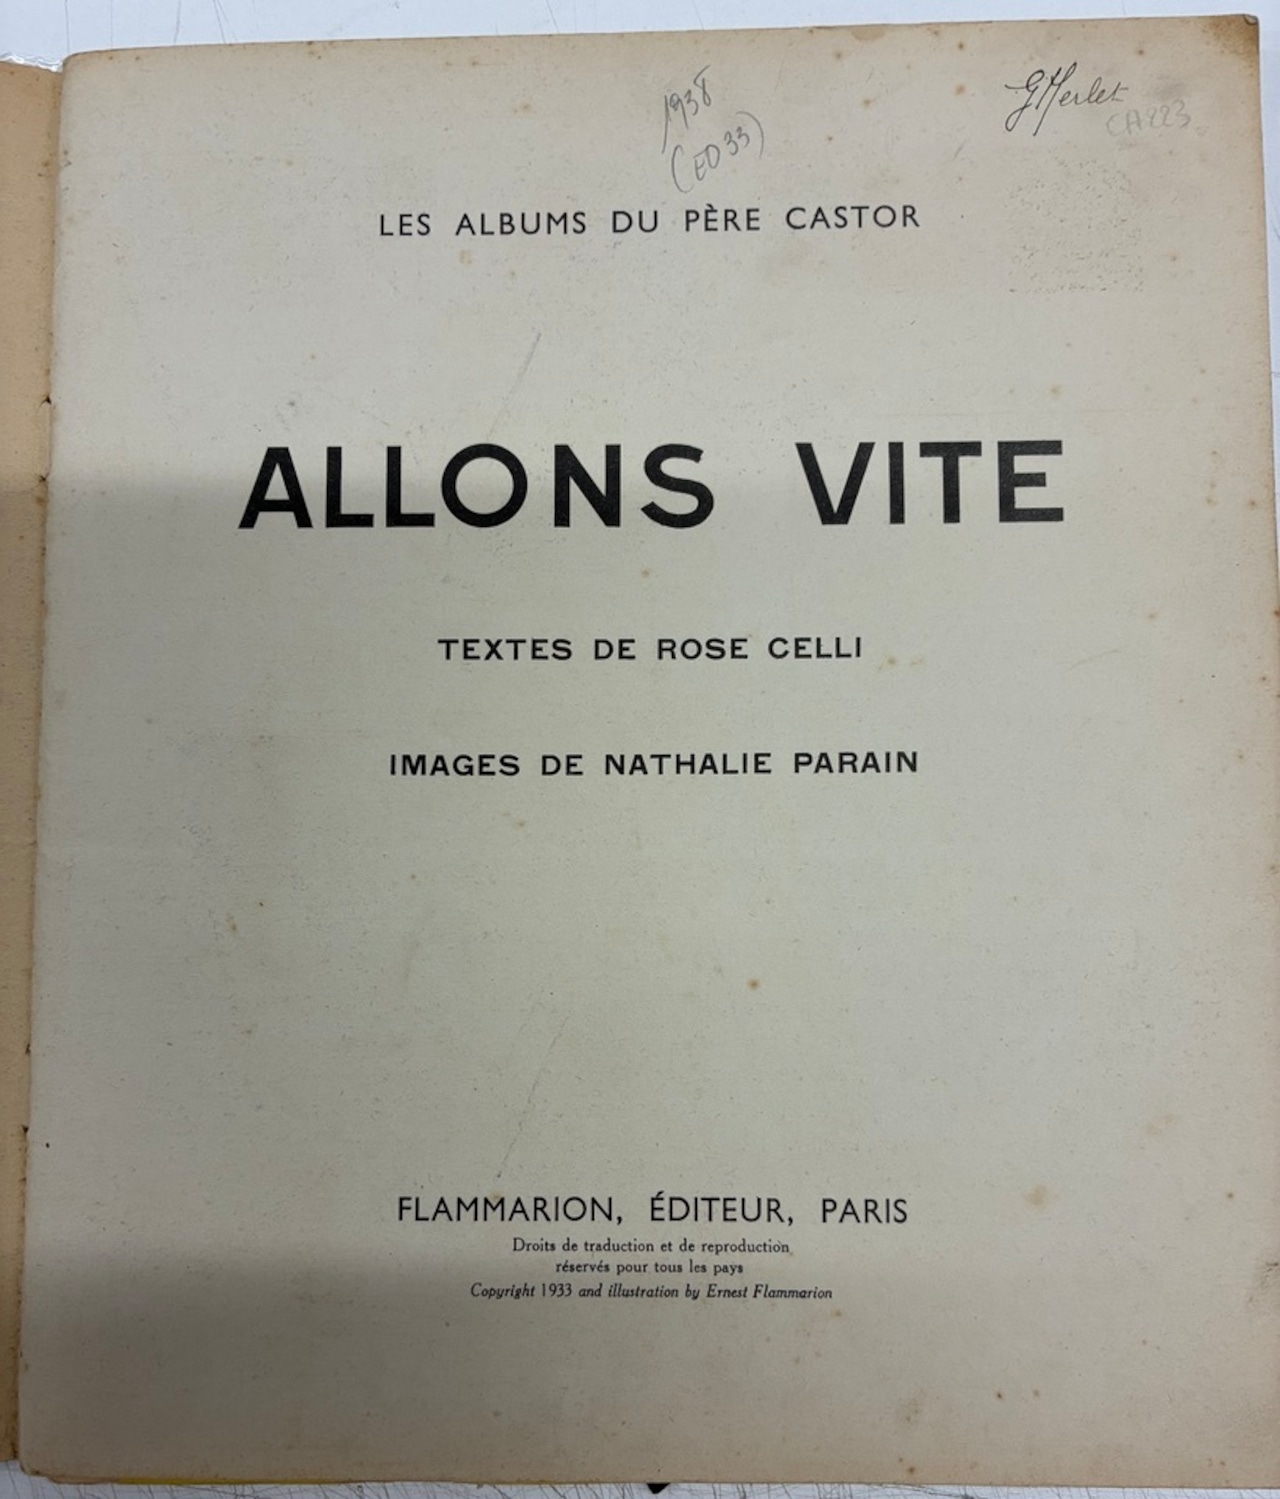 1938
(ED 33)
G Merlet
CA223
LES ALBUMS DU PÈRE CASTOR
ALLONS VITE
TEXTES DE ROSE CELLI
IMAGES DE NATHALIE PARAIN
FLAMMARION, ÉDITEUR, PARIS
Droits de traduction et de reproduction
réservés pour tous les pays
Copyright 1933 and illustration by Ernest Flammarion